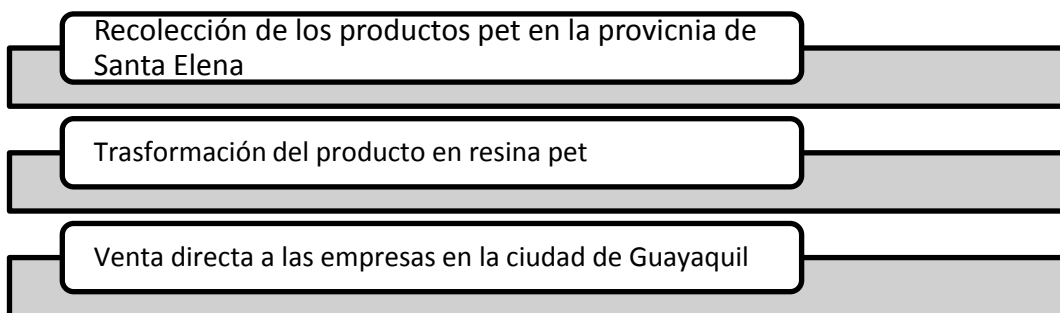 Recolección de los productos pet en la provicnia de
Santa Elena
Trasformación del producto en resina pet
Venta directa a las empresas en la ciudad de Guayaquil